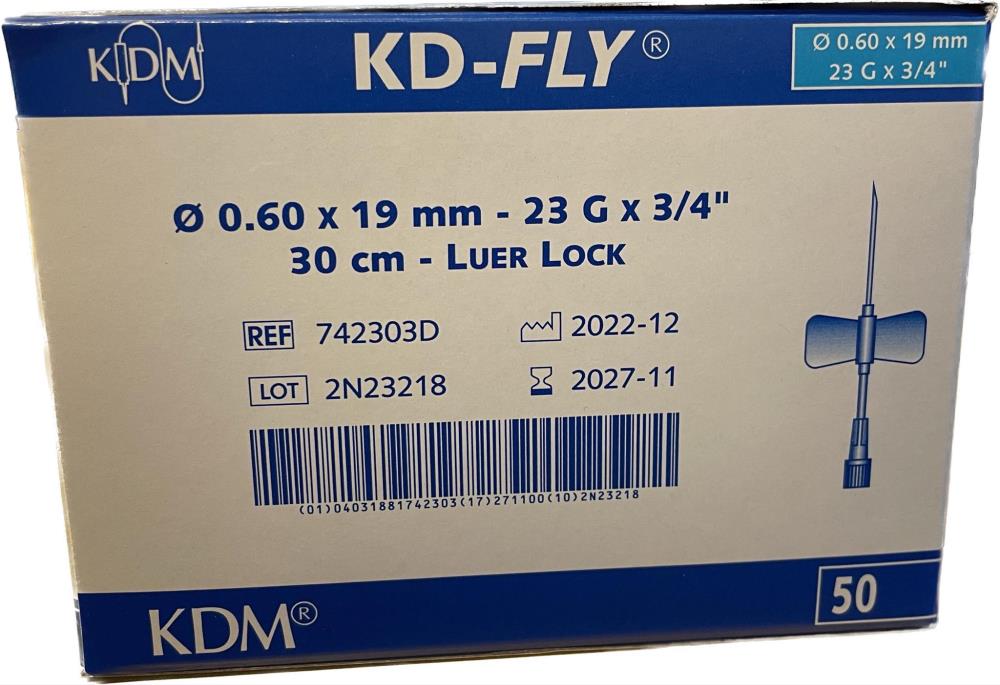 KDM
KD-FLY®
Ø 0.60 x 19 mm
23 G x 3/4"
Ø 0.60 x 19 mm - 23 G x 3/4"
30 cm - LUER LOCK
REF 742303D
2022-12
LOT 2N23218
2027-11
(01)04031881742303(17)271100(10)2N23218
KDM®
50